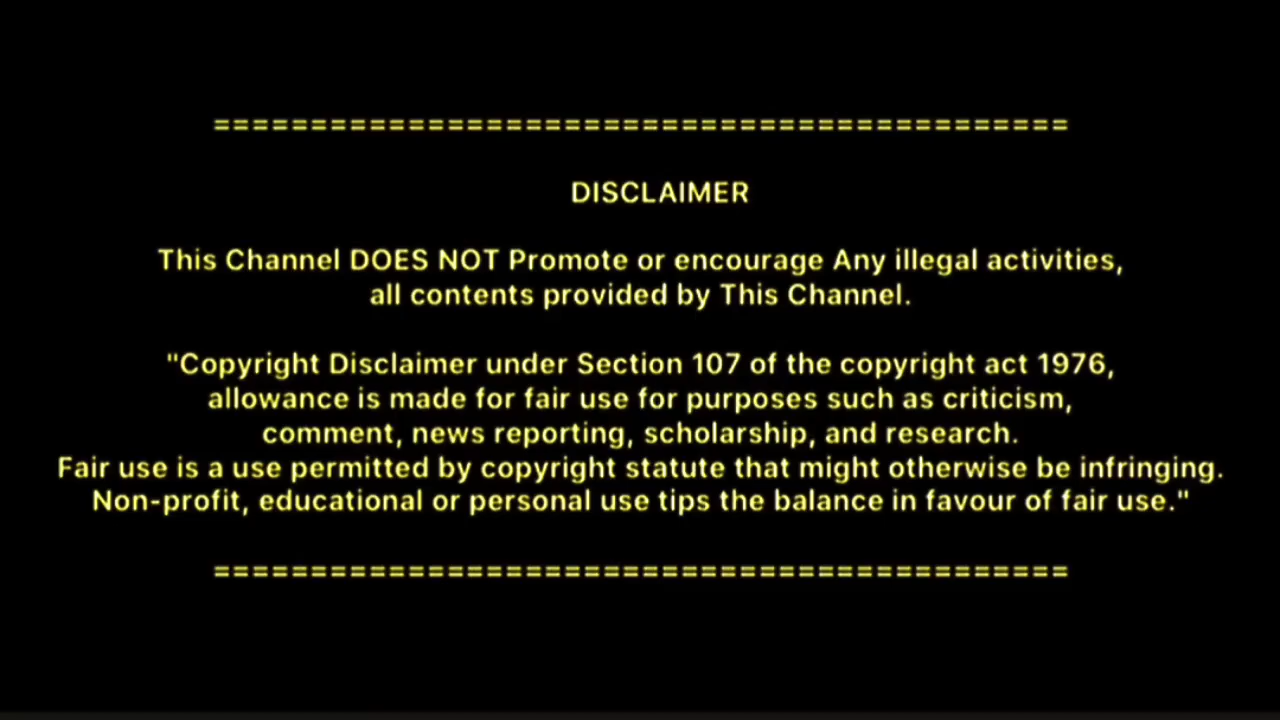 ============================================
DISCLAIMER
This Channel DOES NOT Promote or encourage Any illegal activities,
all contents provided by This Channel.
"Copyright Disclaimer under Section 107 of the copyright act 1976,
allowance is made for fair use for purposes such as criticism,
comment, news reporting, scholarship, and research.
Fair use is a use permitted by copyright statute that might otherwise be infringing.
Non-profit, educational or personal use tips the balance in favour of fair use."
============================================